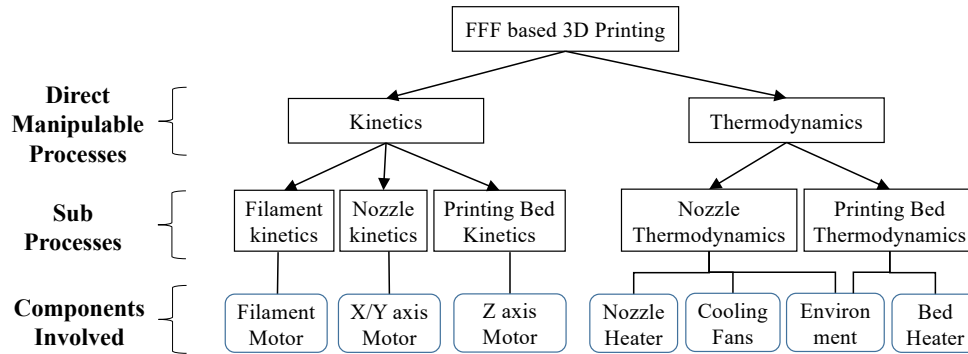 FFF based 3D Printing
Direct
Manipulable
Processes
Kinetics
Thermodynamics
Sub
Processes
Filament
kinetics
Nozzle
kinetics
Printing Bed
Kinetics
Nozzle
Thermodynamics
Printing Bed
Thermodynamics
Components
Involved
Filament
Motor
X/Y axis
Motor
Z axis
Motor
Nozzle
Heater
Cooling
Fans
Environ
ment
Bed
Heater